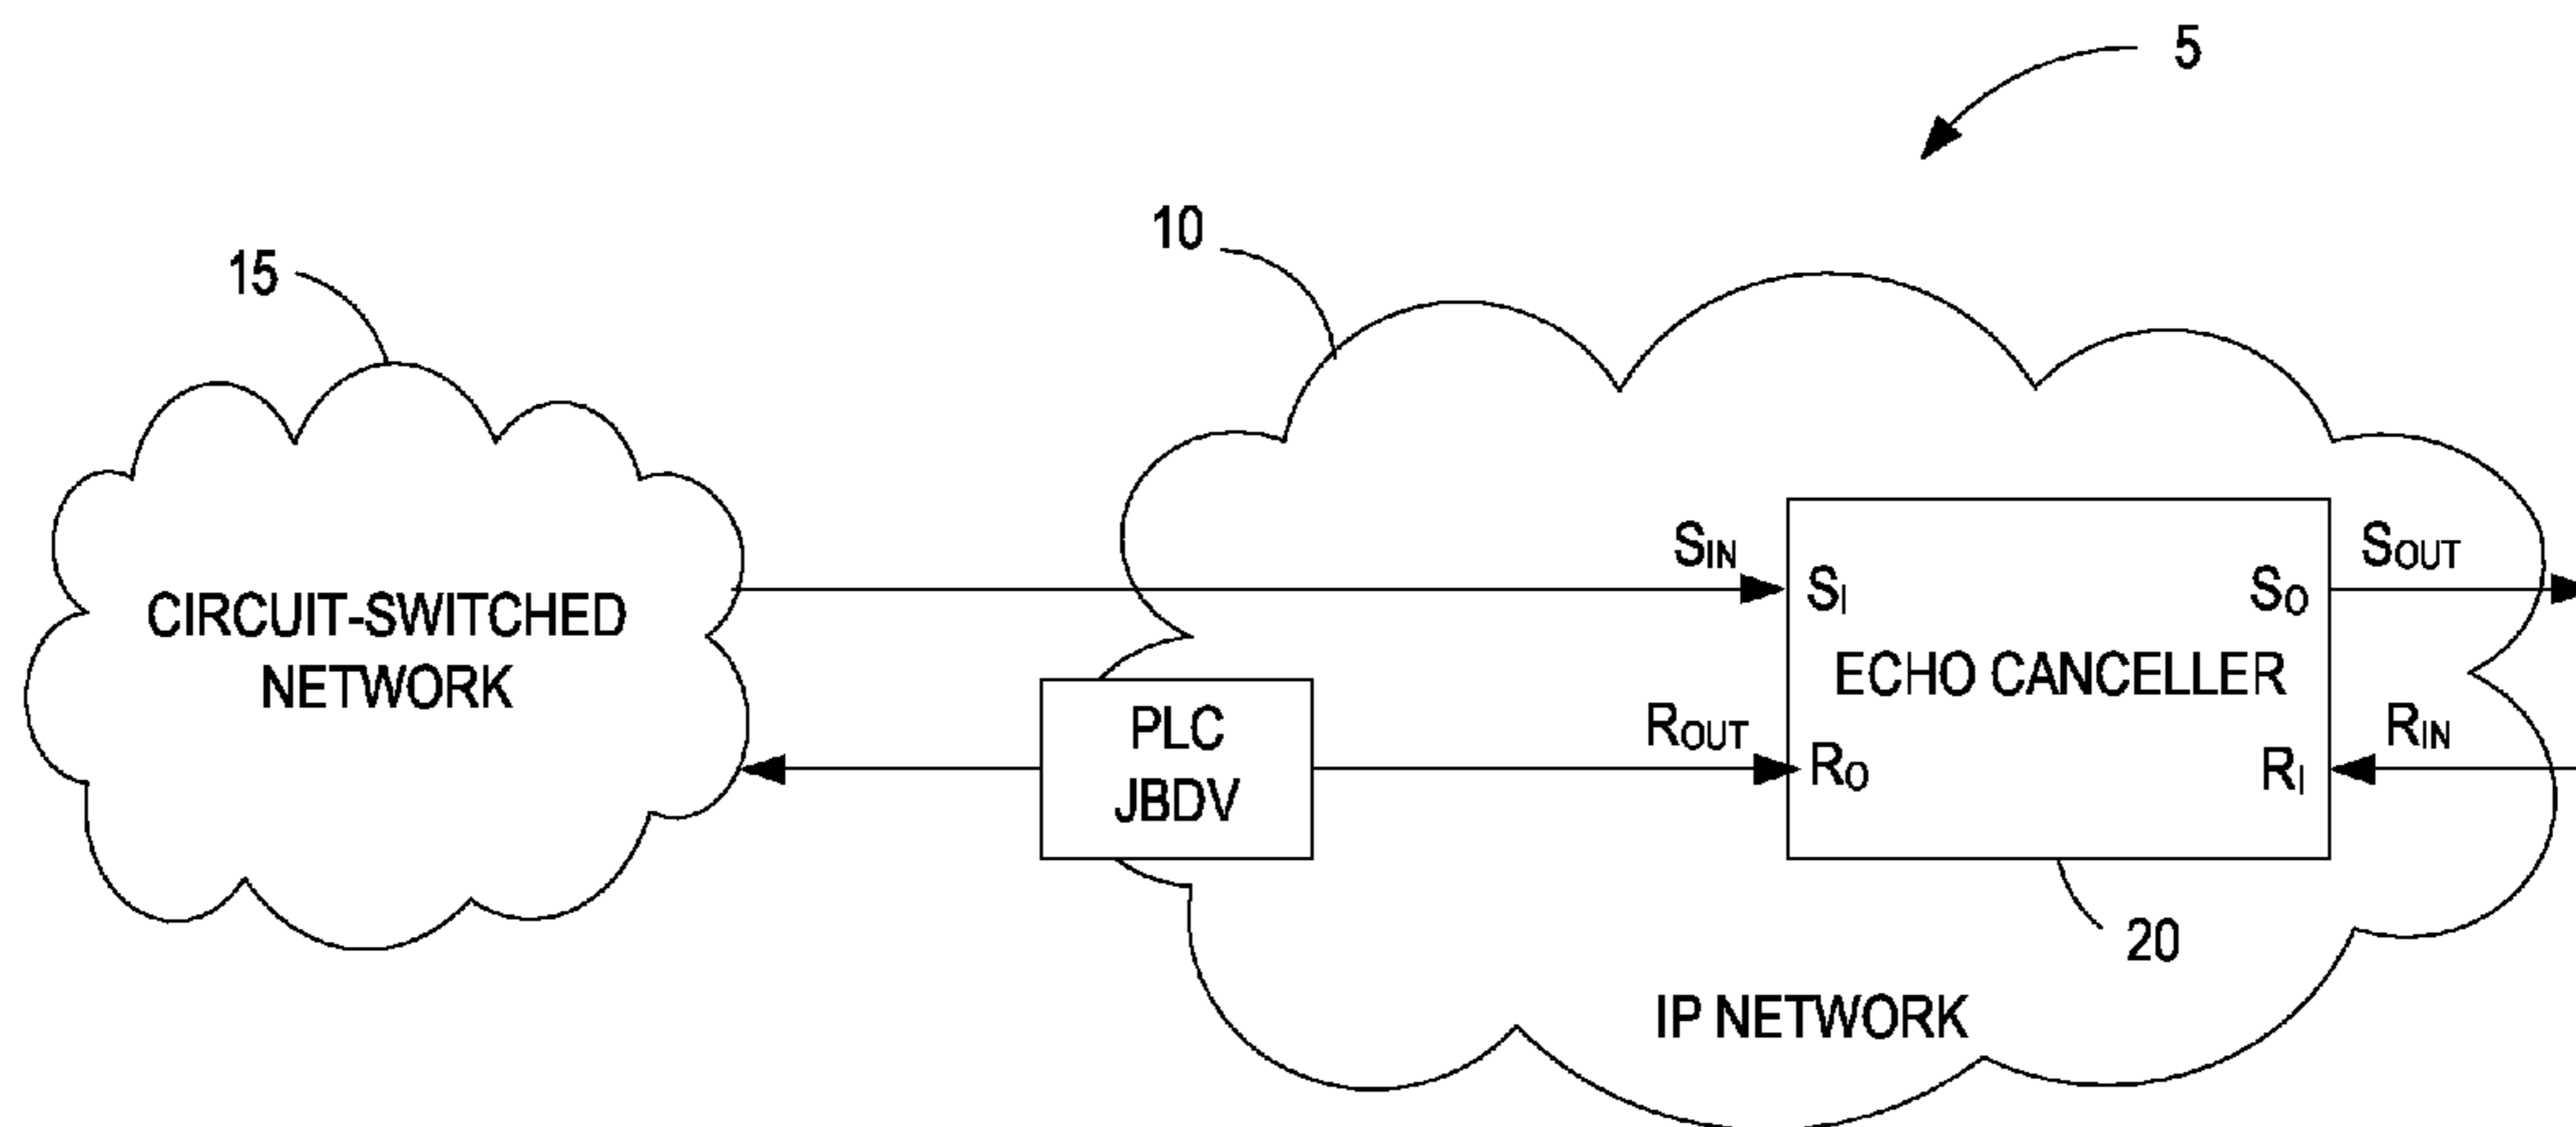 5
10
15
CIRCUIT-SWITCHED
NETWORK
SIN
SI
SO
SOUT
ECHO CANCELLER
PLC
JBDV
ROUT
RO
RI
RIN
20
IP NETWORK